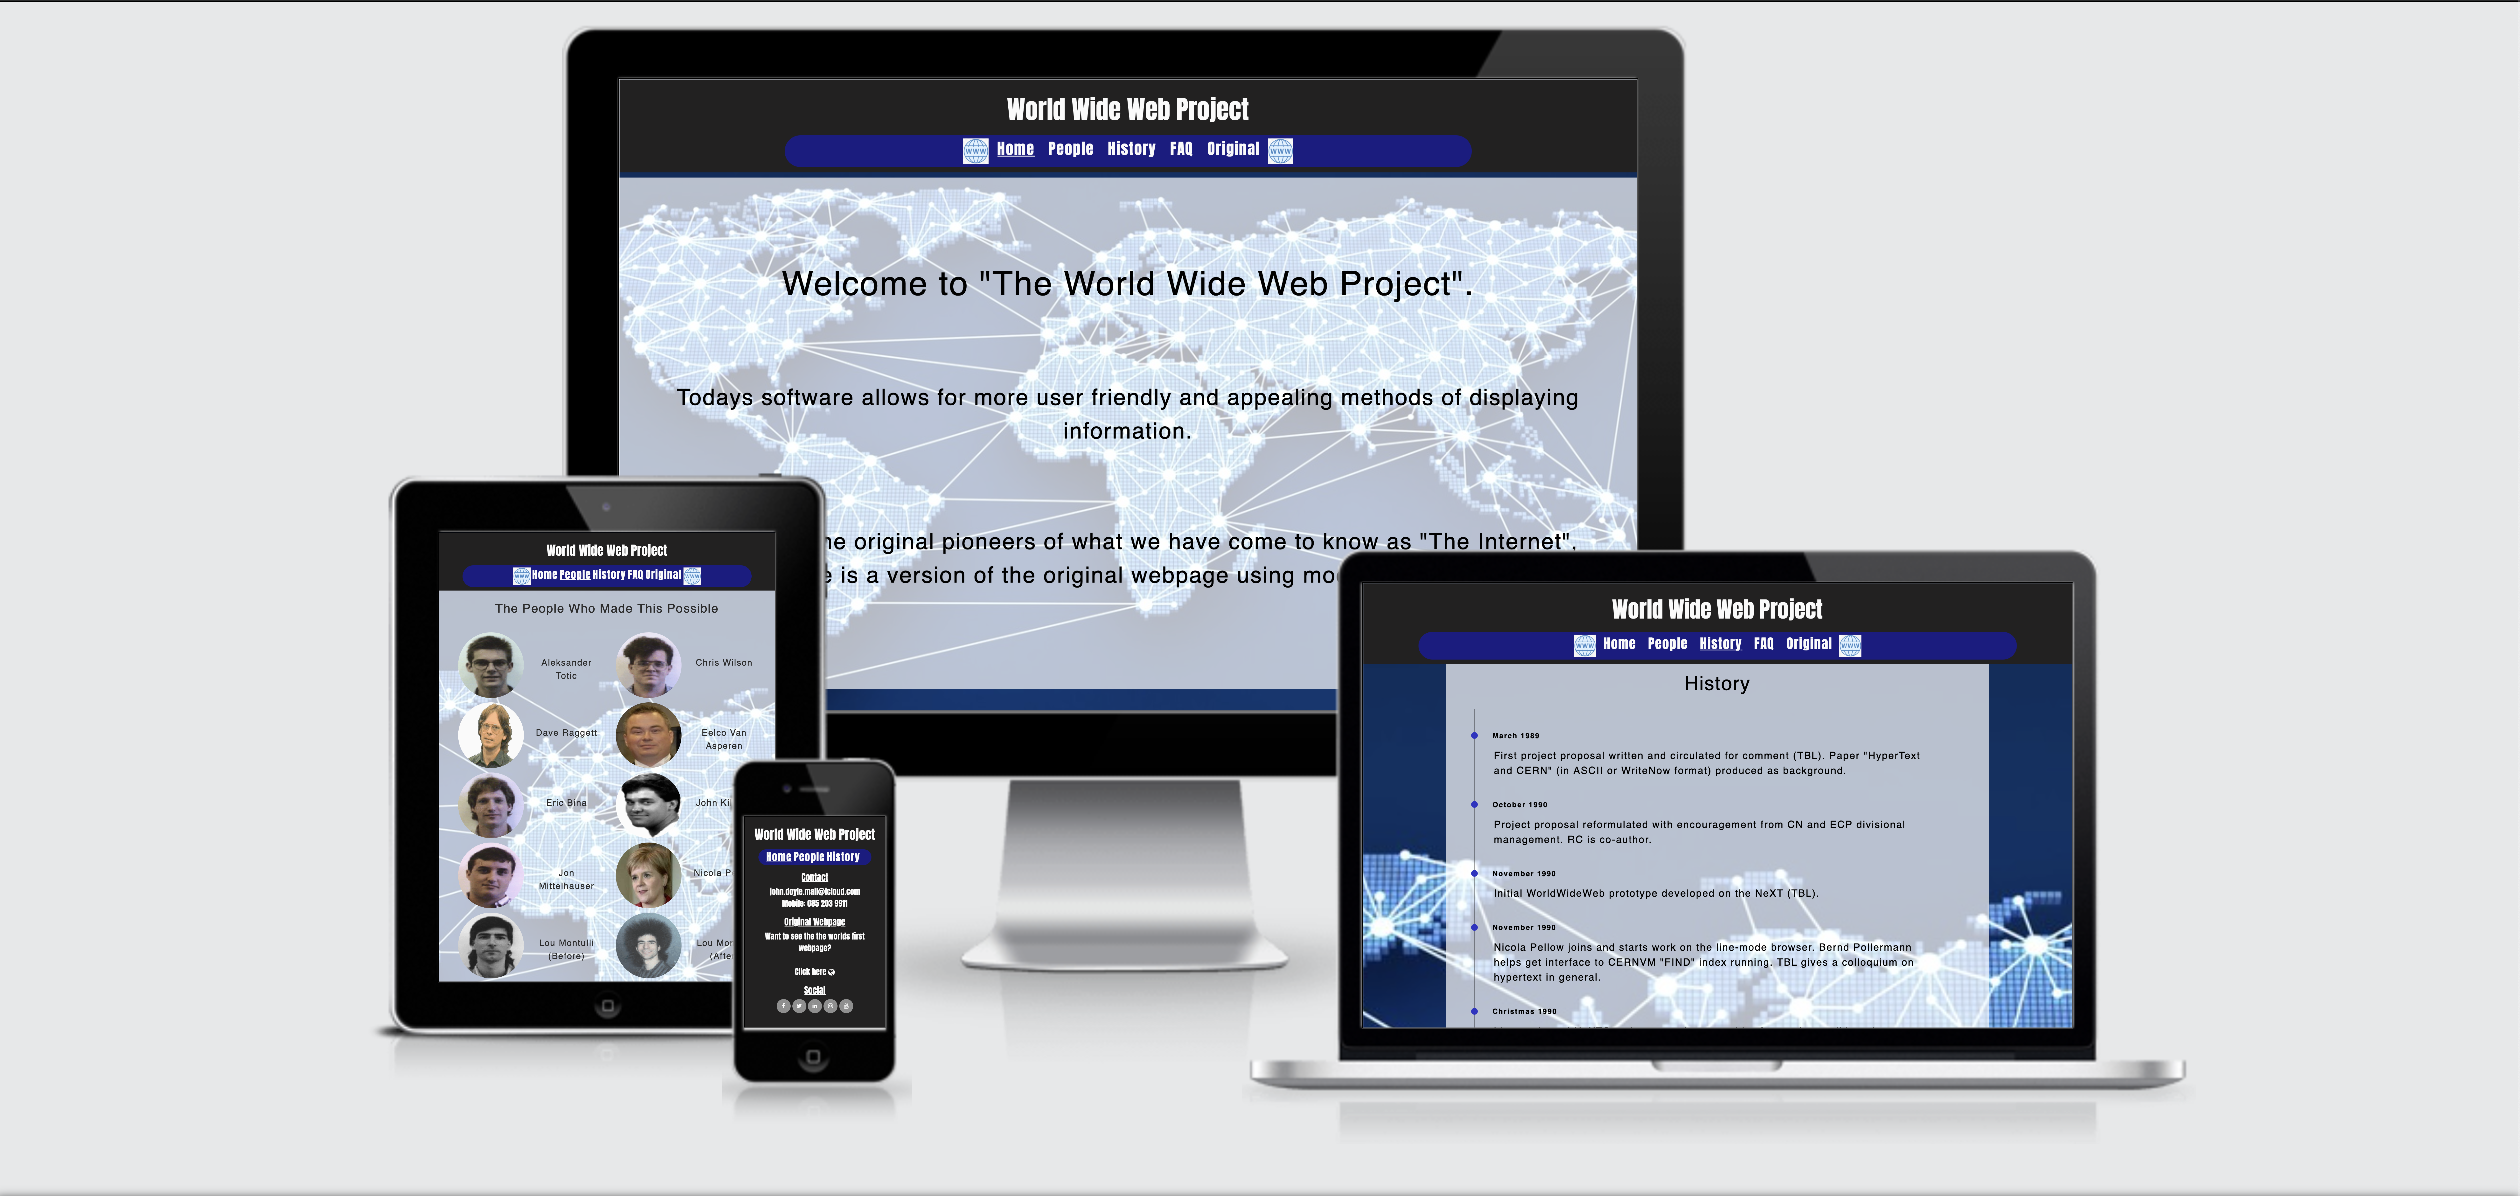 World Wide Web Project
WWW Home People History FAQ Original WWW
Welcome to "The World Wide Web Project".
Todays software allows for more user friendly and appealing methods of displaying
information.
he original pioneers of what we have come to know as "The Internet".
is a version of the original webpage using
World Wide Web Project
WWW Home People History FAQ Original WWW
The People Who Made This Possible
Aleksander
Totic
Chris Wilson
Dave Raggett
Eelco Van
Asperen
Eric Bina
John Ki
Jon
Mittelhauser
Nicola P
Lou Montulli
(Before)
Lou Mon
(Afte
World Wide Web Project
Home People History
Contact
john.doyle.mail@icloud.com
Mobile: 085 203 9911
Original Webpage
Want to see the the worlds first
webpage?
Click here
Social
World Wide Web Project
WWW Home People History FAQ Original WWW
History
March 1989
First project proposal written and circulated for comment (TBL). Paper "HyperText
and CERN" (in ASCII or WriteNow format) produced as background.
October 1990
Project proposal reformulated with encouragement from CN and ECP divisional
management. RC is co-author.
November 1990
Initial WorldWideWeb prototype developed on the NeXT (TBL).
November 1990
Nicola Pellow joins and starts work on the line-mode browser. Bernd Pollermann
helps get interface to CERNVM "FIND" index running. TBL gives a colloquium on
hypertext in general.
Christmas 1990